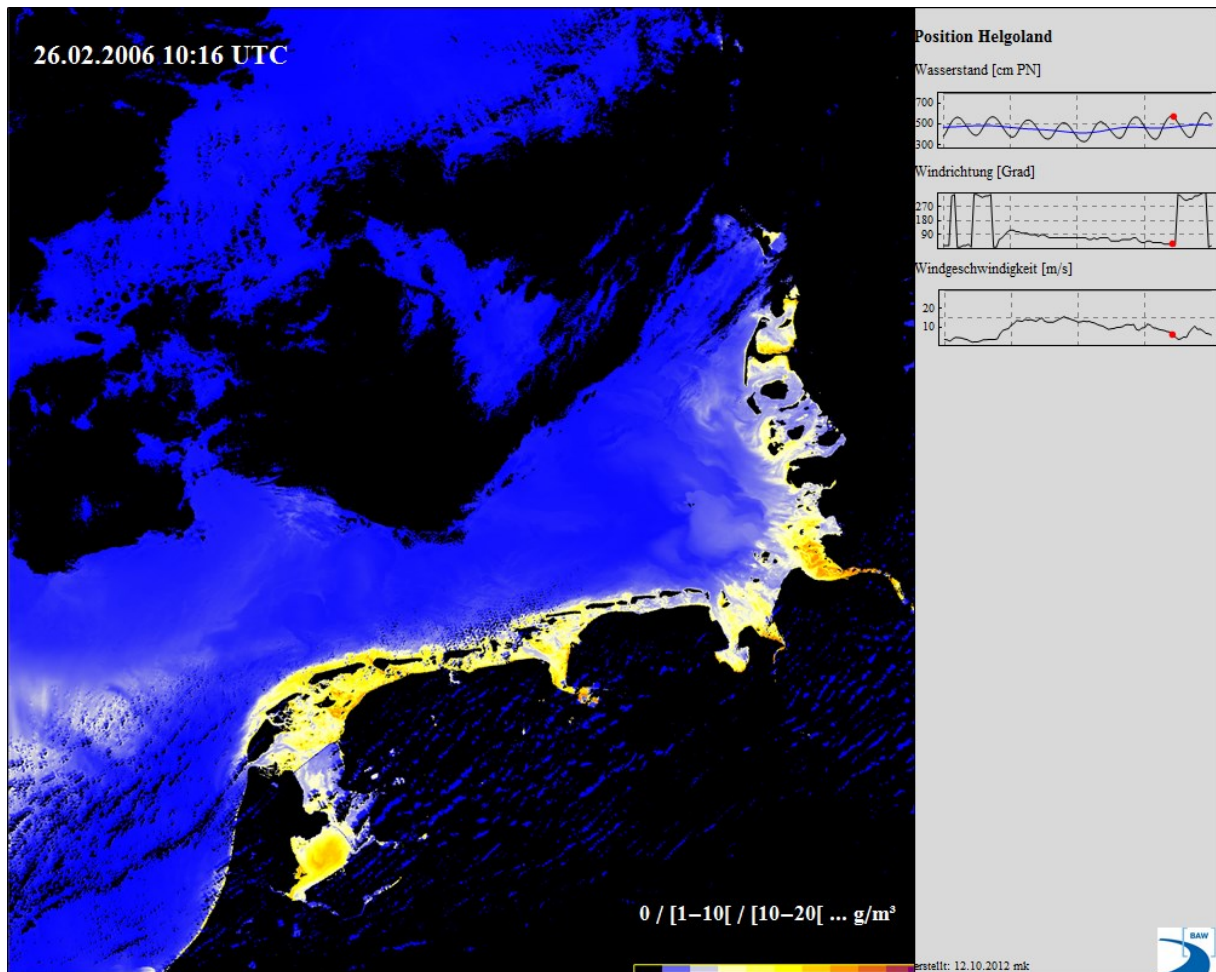 26.02.2006 10:16 UTC
Position Helgoland
Wasserstand [cm PN]
700
500
300
Windrichtung [Grad]
270
180
90
Windgeschwindigkeit [m/s]
20
10
0 / [1–10[ / [10–20[ ... g/m³
BAW
erstellt: 12.10.2012 mk